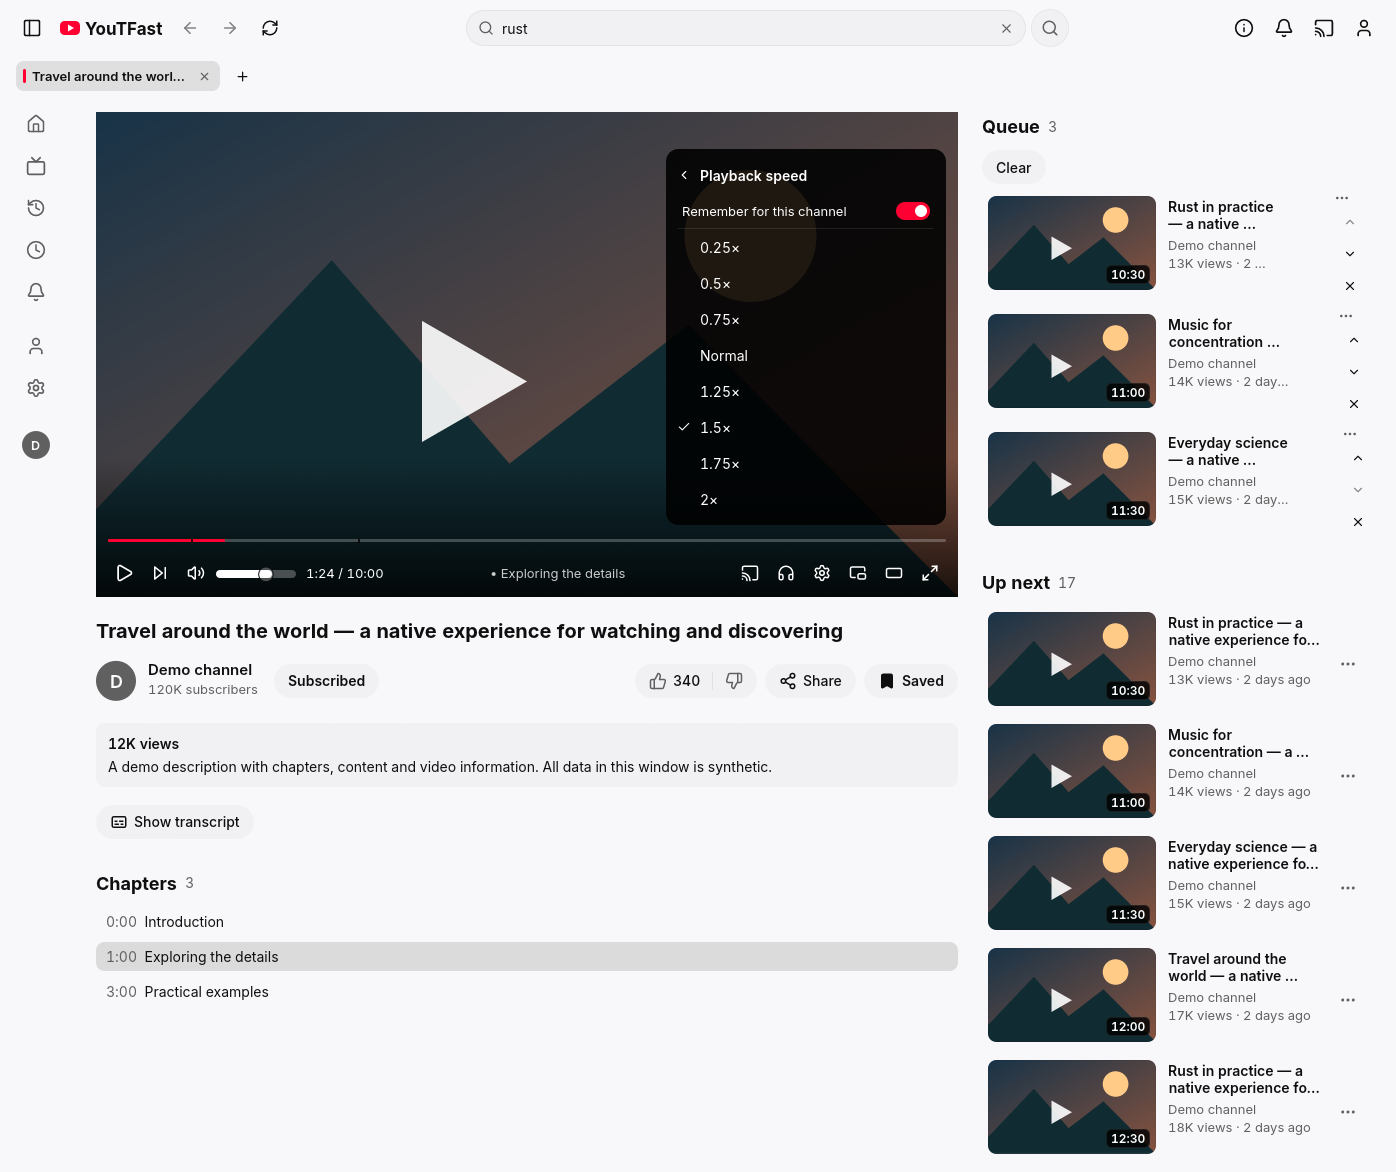 YouTFast
rust
Travel around the worl...
Playback speed
Remember for this channel
0.25×
0.5×
0.75×
Normal
1.25×
1.5×
1.75×
2×
1:24 / 10:00
• Exploring the details
Travel around the world — a native experience for watching and discovering
D
Demo channel
120K subscribers
Subscribed
340
Share
Saved
12K views
A demo description with chapters, content and video information. All data in this window is synthetic.
Show transcript
Chapters 3
0:00 Introduction
1:00 Exploring the details
3:00 Practical examples
D
Queue 3
Clear
10:30
Rust in practice
— a native ...
Demo channel
13K views · 2 ...
11:00
Music for
concentration ...
Demo channel
14K views · 2 day...
11:30
Everyday science
— a native ...
Demo channel
15K views · 2 day...
Up next 17
10:30
Rust in practice — a
native experience fo...
Demo channel
13K views · 2 days ago
11:00
Music for
concentration — a ...
Demo channel
14K views · 2 days ago
11:30
Everyday science — a
native experience fo...
Demo channel
15K views · 2 days ago
12:00
Travel around the
world — a native ...
Demo channel
17K views · 2 days ago
12:30
Rust in practice — a
native experience fo...
Demo channel
18K views · 2 days ago